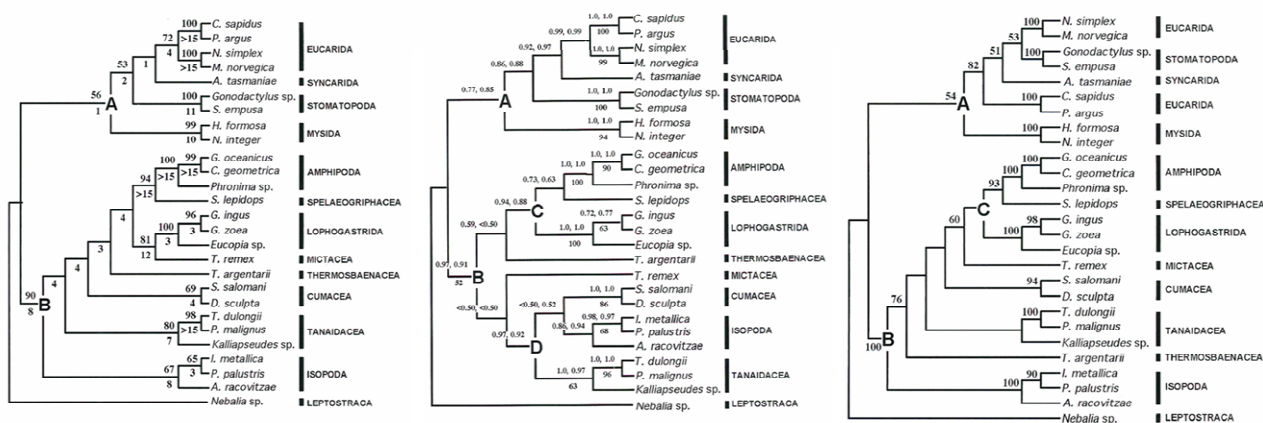 C. sapidus
P. argus
N. simplex
M. norvegica
A. tasmaniae
Gonodactylus sp.
S. empusa
H. formosa
N. integer
G. oceanicus
C. geometrica
Phronima sp.
S. lepidops
G. ingus
G. zoea
Eucopia sp.
T. remex
T. argentarii
S. salomani
D. sculpta
T. dulongii
P. malignus
Kalliapseudes sp.
I. metallica
P. palustris
A. racovitzae
Nebalia sp.
EUCARIDA
SYNCARIDA
STOMATOPODA
MYSIDA
AMPHIPODA
SPELAEOGRIPHACEA
LOPHOGASTRIDA
MICTACEA
THERMOSBAENACEA
CUMACEA
TANAIDACEA
ISOPODA
LEPTOSTRACA
100
>15
72
4
100
>15
53
2
1
56
1
A
100
11
99
10
100
>15
99
>15
94
>15
4
96
3
100
3
81
12
3
4
69
4
4
98
>15
80
7
90
8
B
65
3
67
8
C. sapidus
P. argus
N. simplex
M. norvegica
A. tasmaniae
Gonodactylus sp.
S. empusa
H. formosa
N. integer
G. oceanicus
C. geometrica
Phronima sp.
S. lepidops
G. ingus
G. zoea
Eucopia sp.
T. argentarii
T. remex
S. salomani
D. sculpta
I. metallica
P. palustris
A. racovitzae
T. dulongii
P. malignus
Kalliapseudes sp.
Nebalia sp.
EUCARIDA
SYNCARIDA
STOMATOPODA
MYSIDA
AMPHIPODA
SPELAEOGRIPHACEA
LOPHOGASTRIDA
THERMOSBAENACEA
MICTACEA
CUMACEA
ISOPODA
TANAIDACEA
LEPTOSTRACA
1.0, 1.0
100
0.99, 0.99
1.0, 1.0
99
0.92, 0.97
0.86, 0.88
0.77, 0.85
A
1.0, 1.0
100
1.0, 1.0
94
1.0, 1.0
90
1.0, 1.0
100
0.73, 0.63
C
0.72, 0.77
63
1.0, 1.0
100
0.94, 0.88
0.59, <0.50
0.97, 0.91
52
B
<0.50, <0.50
1.0, 1.0
86
<0.50, 0.52
0.98, 0.97
68
0.86, 0.94
0.97, 0.92
D
1.0, 1.0
96
1.0, 0.97
63
N. simplex
M. norvegica
Gonodactylus sp.
S. empusa
A. tasmaniae
C. sapidus
P. argus
H. formosa
N. integer
G. oceanicus
C. geometrica
Phronima sp.
S. lepidops
G. ingus
G. zoea
Eucopia sp.
T. remex
S. salomani
D. sculpta
T. dulongii
P. malignus
Kalliapseudes sp.
T. argentarii
I. metallica
P. palustris
A. racovitzae
Nebalia sp.
EUCARIDA
STOMATOPODA
SYNCARIDA
EUCARIDA
MYSIDA
AMPHIPODA
SPELAEOGRIPHACEA
LOPHOGASTRIDA
MICTACEA
CUMACEA
TANAIDACEA
THERMOSBAENACEA
ISOPODA
LEPTOSTRACA
100
53
51
100
82
54
A
100
100
100
100
93
C
98
100
60
94
100
76
100
B
90
100